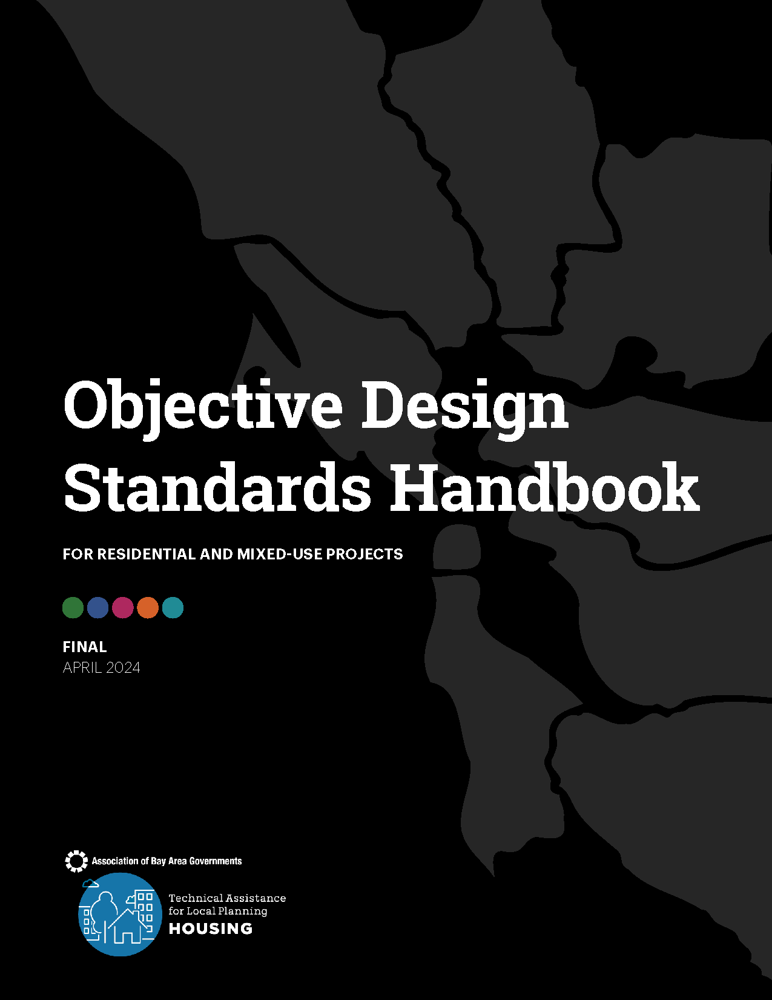 Objective Design
Standards Handbook
FOR RESIDENTIAL AND MIXED-USE PROJECTS
FINAL
APRIL 2024
Association of Bay Area Governments
Technical Assistance
for Local Planning
HOUSING